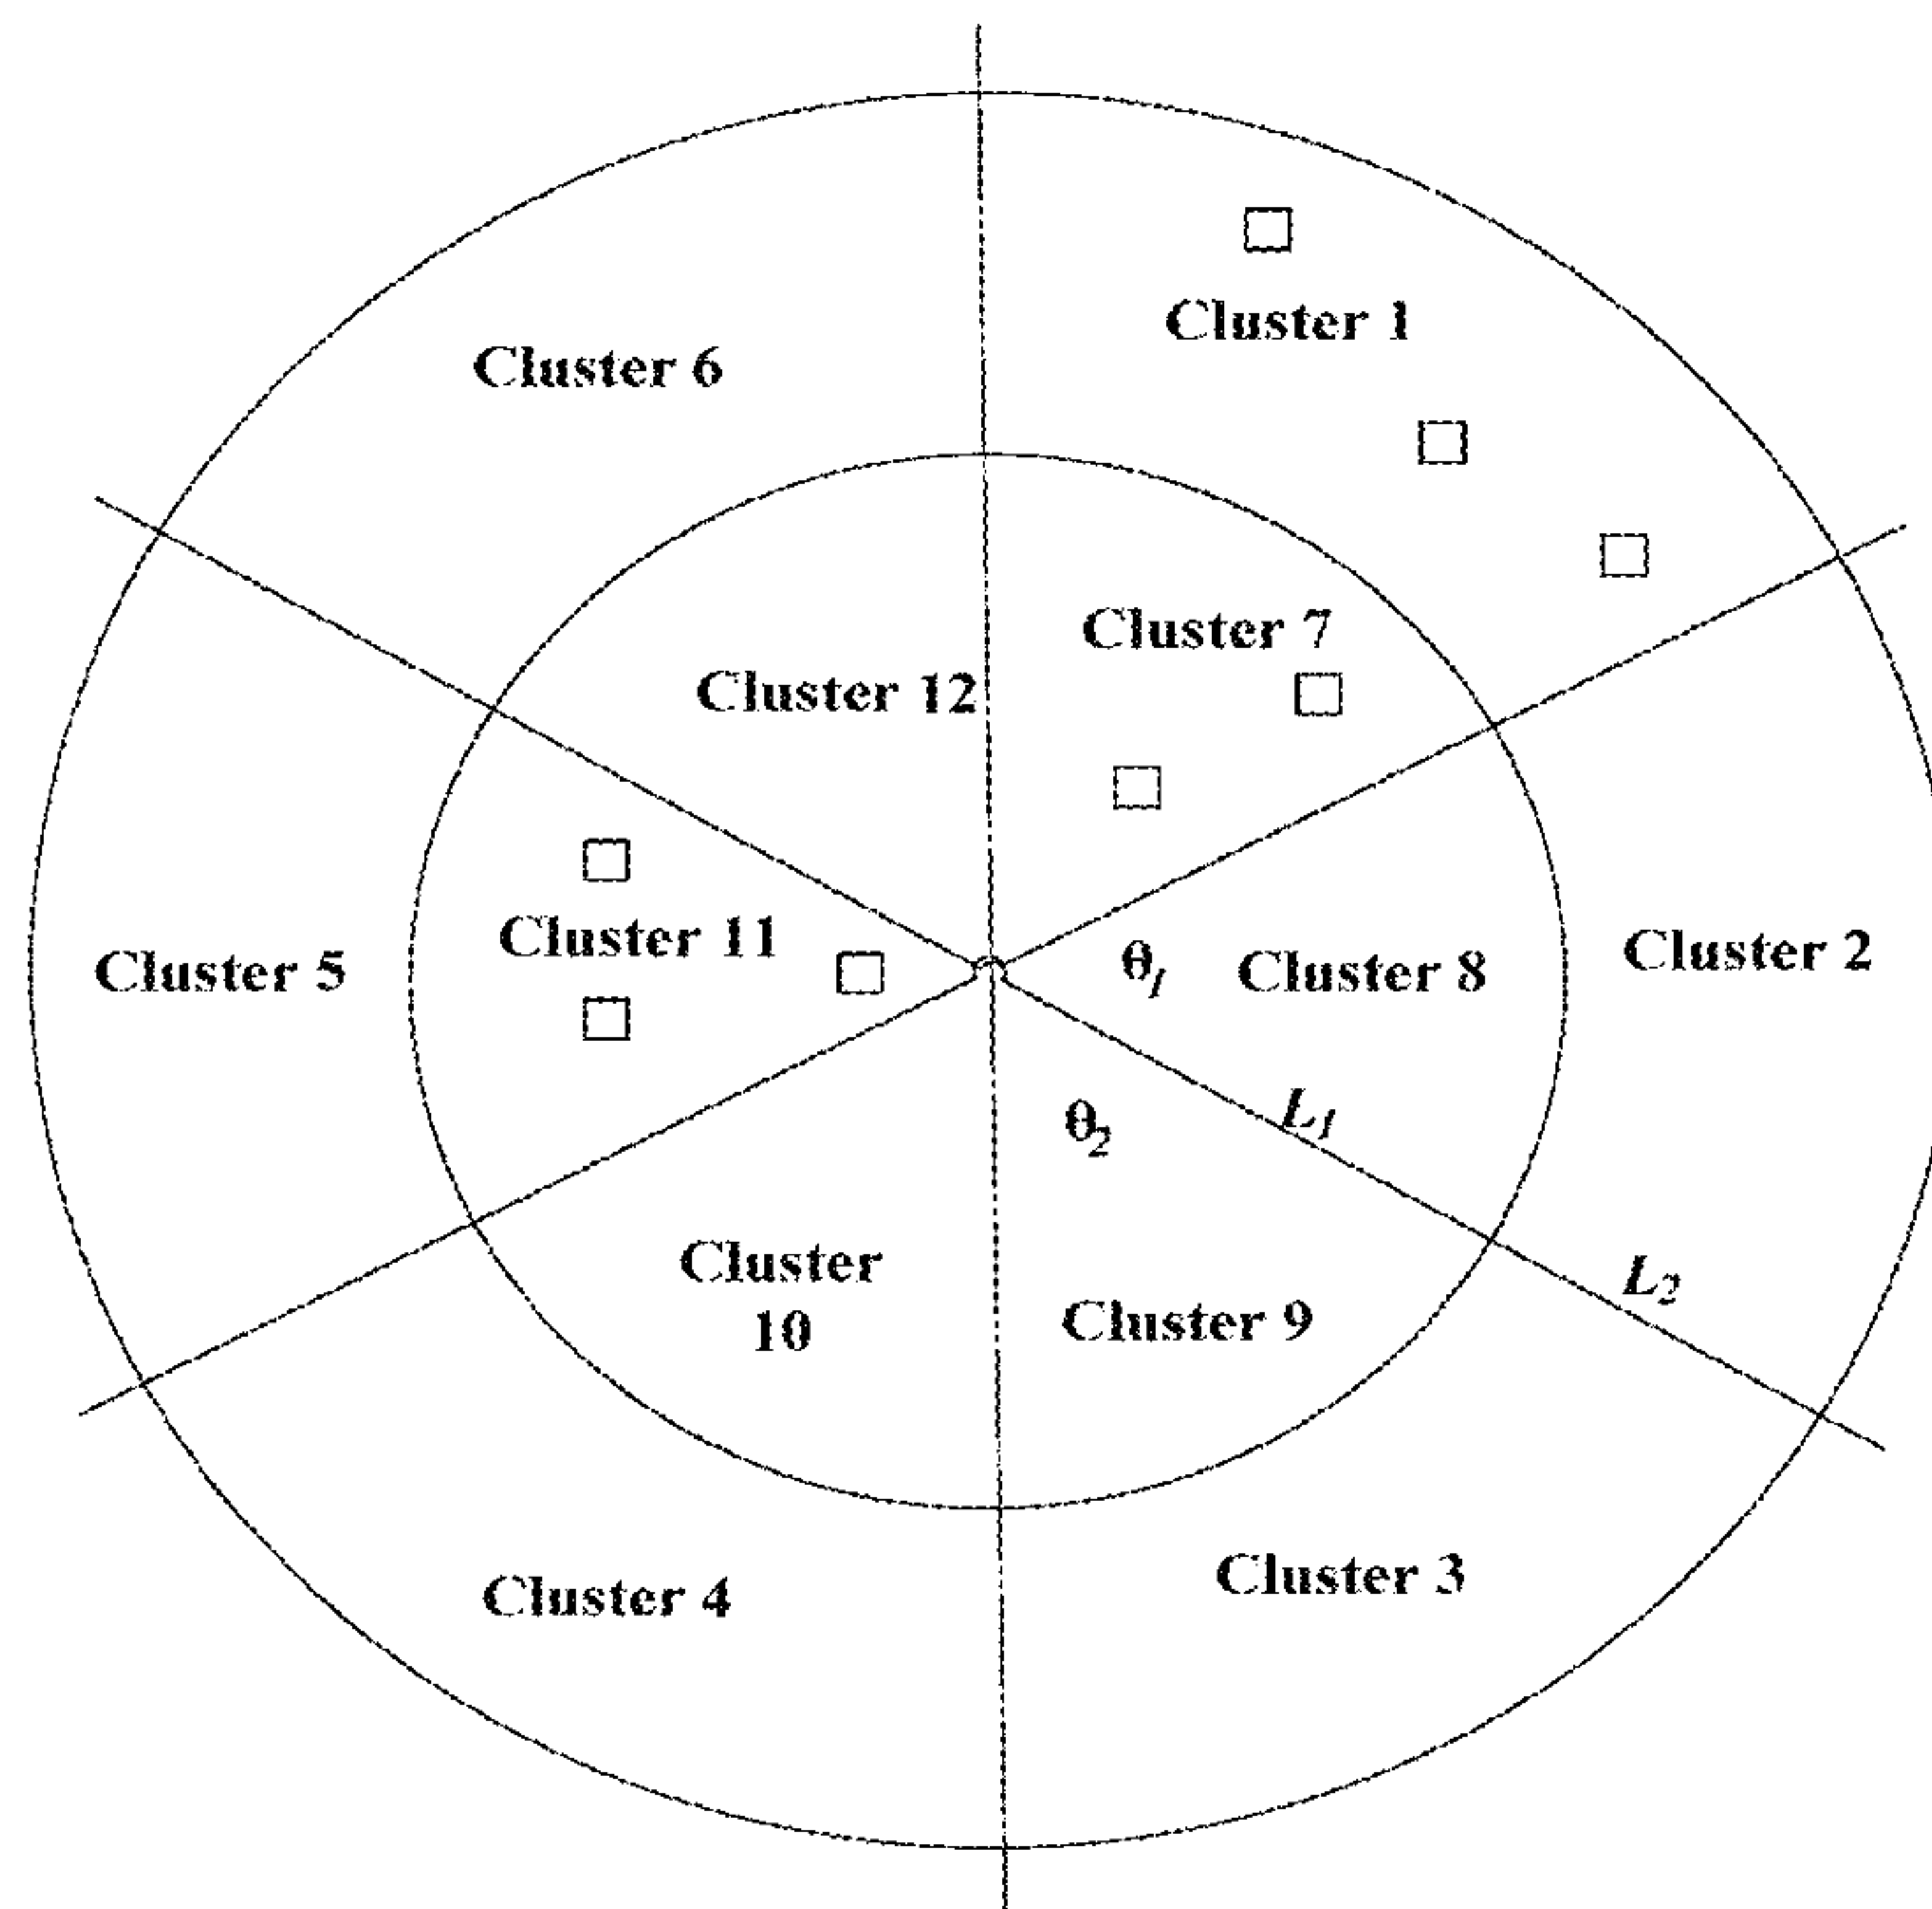 Cluster 1
Cluster 6
Cluster 7
Cluster 12
Cluster 11
Cluster 5
θ1
Cluster 8
Cluster 2
L1
θ2
Cluster
10
L2
Cluster 9
Cluster 3
Cluster 4